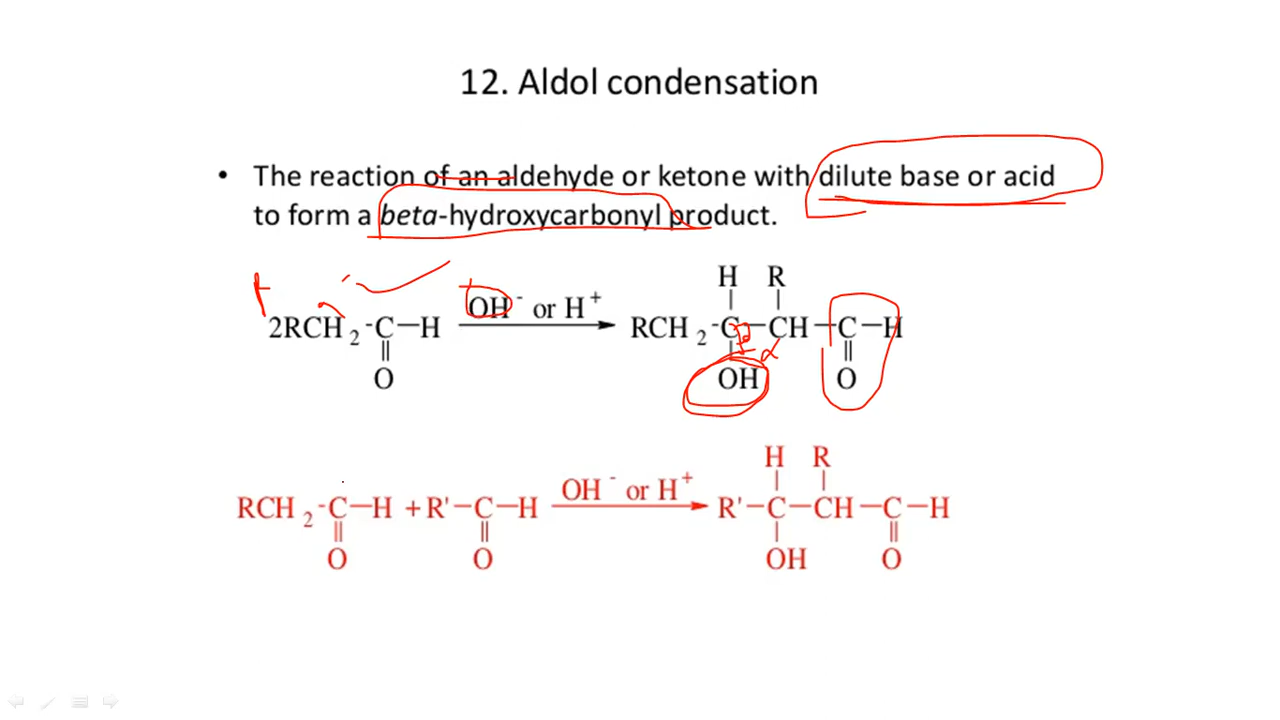 12. Aldol condensation
• The reaction of an aldehyde or ketone with dilute base or acid
to form a beta-hydroxycarbonyl product.
H R
2RCH₂-C—H OH⁻ or H⁺ RCH₂-C—CH—C—H
β α
O OH O
H R
RCH₂-C—H + R'—C—H OH⁻ or H⁺ R'—C—CH—C—H
O O OH O